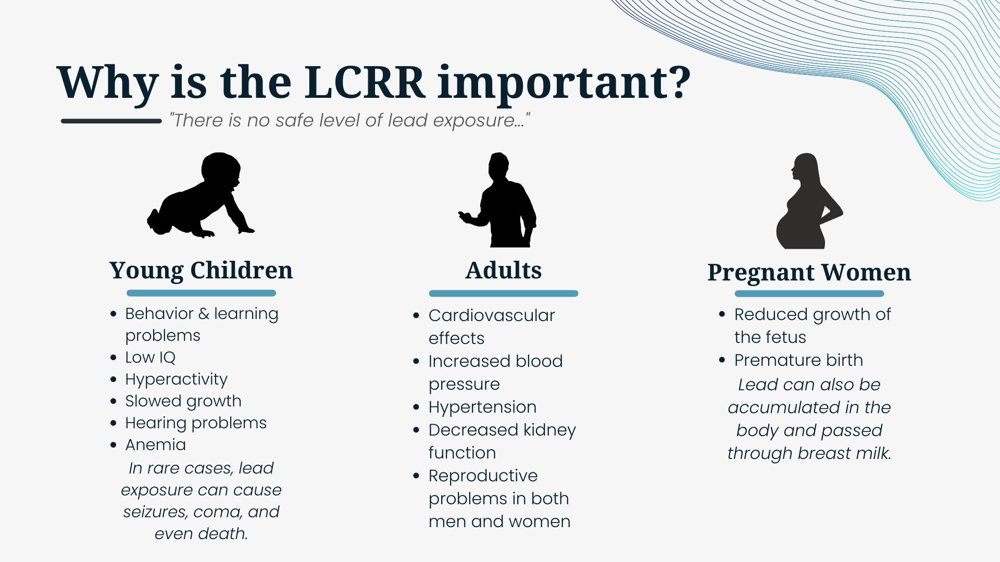 Why is the LCRR important?
"There is no safe level of lead exposure..."
Young Children
• Behavior & learning
problems
• Low IQ
• Hyperactivity
• Slowed growth
• Hearing problems
• Anemia
In rare cases, lead
exposure can cause
seizures, coma, and
even death.
Adults
• Cardiovascular
effects
• Increased blood
pressure
• Hypertension
• Decreased kidney
function
• Reproductive
problems in both
men and women
Pregnant Women
• Reduced growth of
the fetus
• Premature birth
Lead can also be
accumulated in the
body and passed
through breast milk.